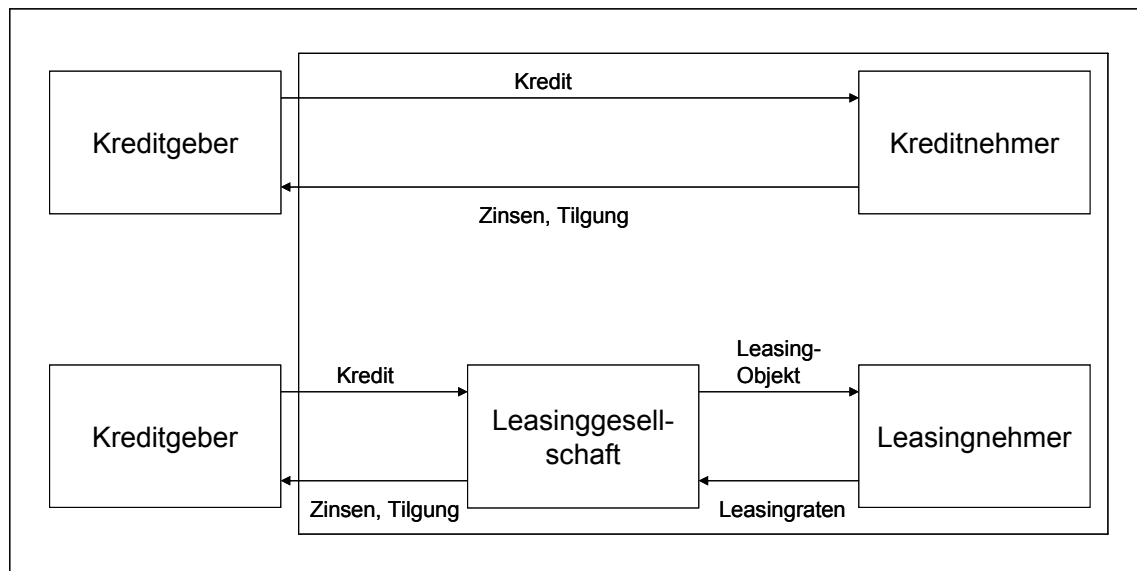 Kredit
Kreditgeber
Kreditnehmer
Zinsen, Tilgung
Leasing-
Objekt
Kredit
Kreditgeber
Leasinggesell-
schaft
Leasingnehmer
Zinsen, Tilgung
Leasingraten